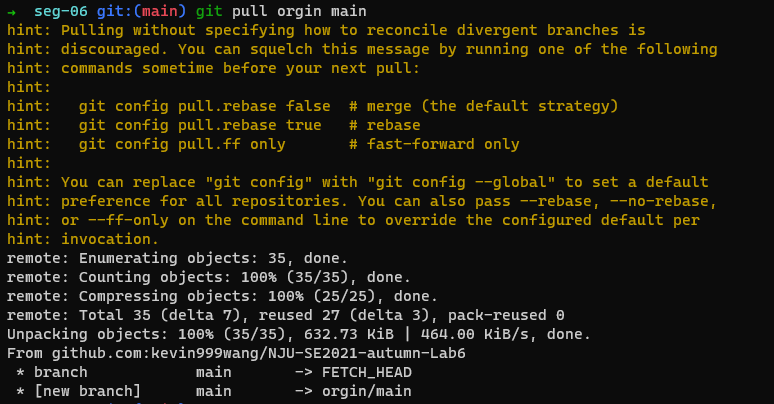 → seg-06 git:(main) git pull orgin main
hint: Pulling without specifying how to reconcile divergent branches is
hint: discouraged. You can squelch this message by running one of the following
hint: commands sometime before your next pull:
hint:
hint:   git config pull.rebase false  # merge (the default strategy)
hint:   git config pull.rebase true   # rebase
hint:   git config pull.ff only       # fast-forward only
hint:
hint: You can replace "git config" with "git config --global" to set a default
hint: preference for all repositories. You can also pass --rebase, --no-rebase,
hint: or --ff-only on the command line to override the configured default per
hint: invocation.
remote: Enumerating objects: 35, done.
remote: Counting objects: 100% (35/35), done.
remote: Compressing objects: 100% (25/25), done.
remote: Total 35 (delta 7), reused 27 (delta 3), pack-reused 0
Unpacking objects: 100% (35/35), 632.73 KiB | 464.00 KiB/s, done.
From github.com:kevin999wang/NJU-SE2021-autumn-Lab6
 * branch            main       -> FETCH_HEAD
 * [new branch]      main       -> orgin/main